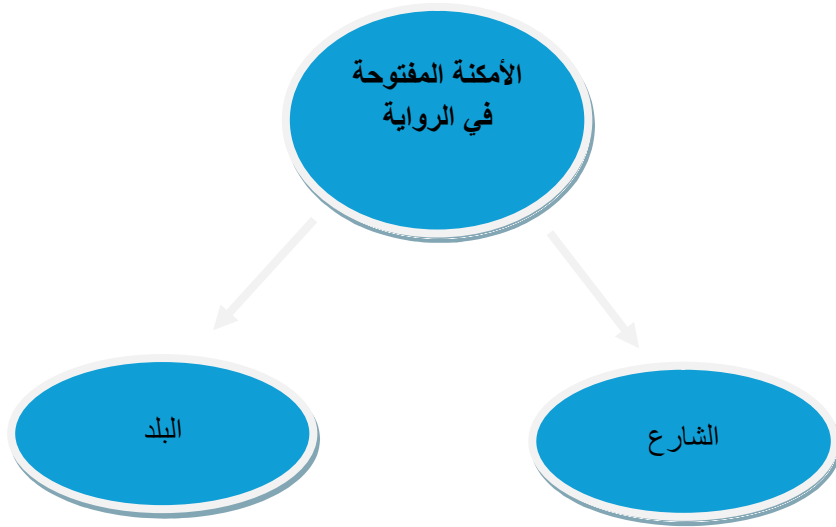 الأمكنة المفتوحة
في الرواية
الشارع
البلد